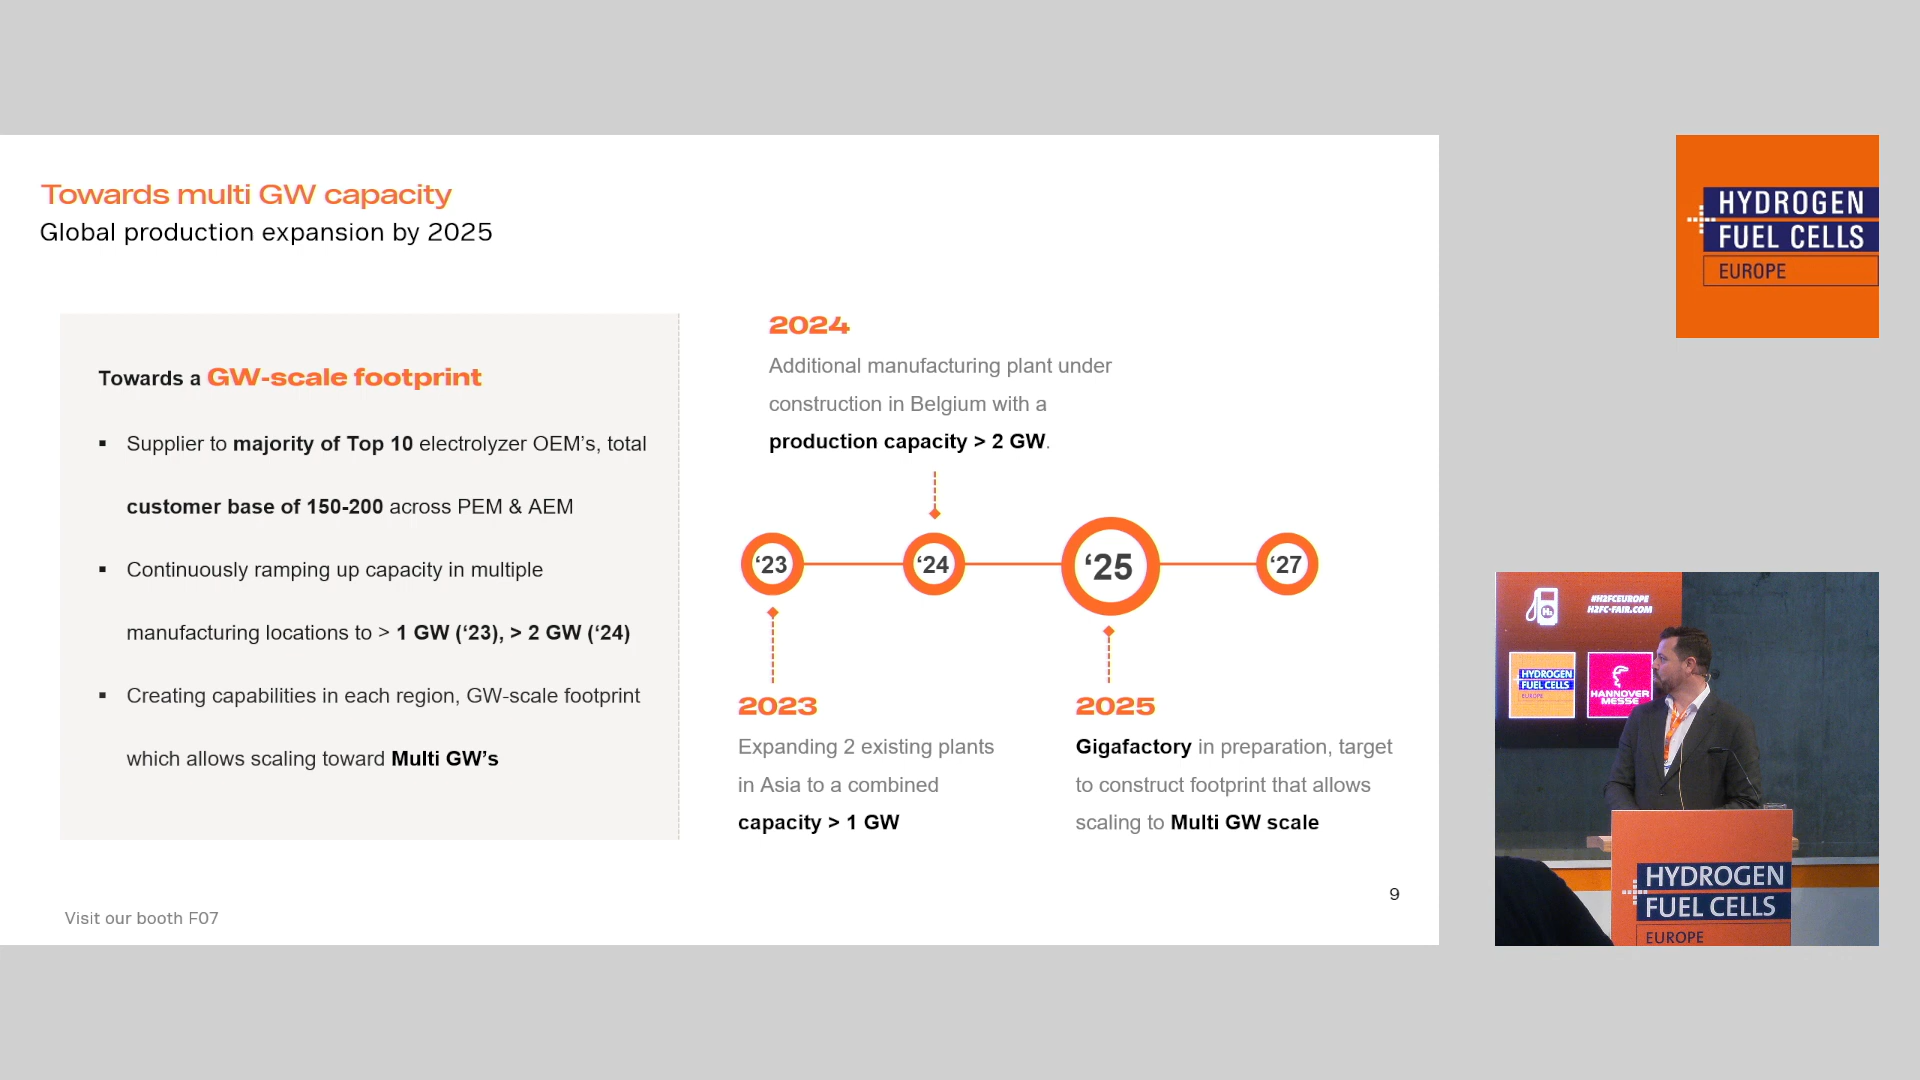 Towards multi GW capacity
Global production expansion by 2025
Towards a GW-scale footprint
▪ Supplier to majority of Top 10 electrolyzer OEM’s, total
customer base of 150-200 across PEM & AEM
▪ Continuously ramping up capacity in multiple
manufacturing locations to > 1 GW (‘23), > 2 GW (‘24)
▪ Creating capabilities in each region, GW-scale footprint
which allows scaling toward Multi GW’s
2024
Additional manufacturing plant under
construction in Belgium with a
production capacity > 2 GW.
‘23
‘24
‘25
‘27
2023
Expanding 2 existing plants
in Asia to a combined
capacity > 1 GW
2025
Gigafactory in preparation, target
to construct footprint that allows
scaling to Multi GW scale
9
Visit our booth F07
HYDROGEN
FUEL CELLS
EUROPE
H2
#H2FCEUROPE
H2FC-FAIR.COM
HYDROGEN
FUEL CELLS
EUROPE
HANNOVER
MESSE
HYDROGEN
FUEL CELLS
EUROPE